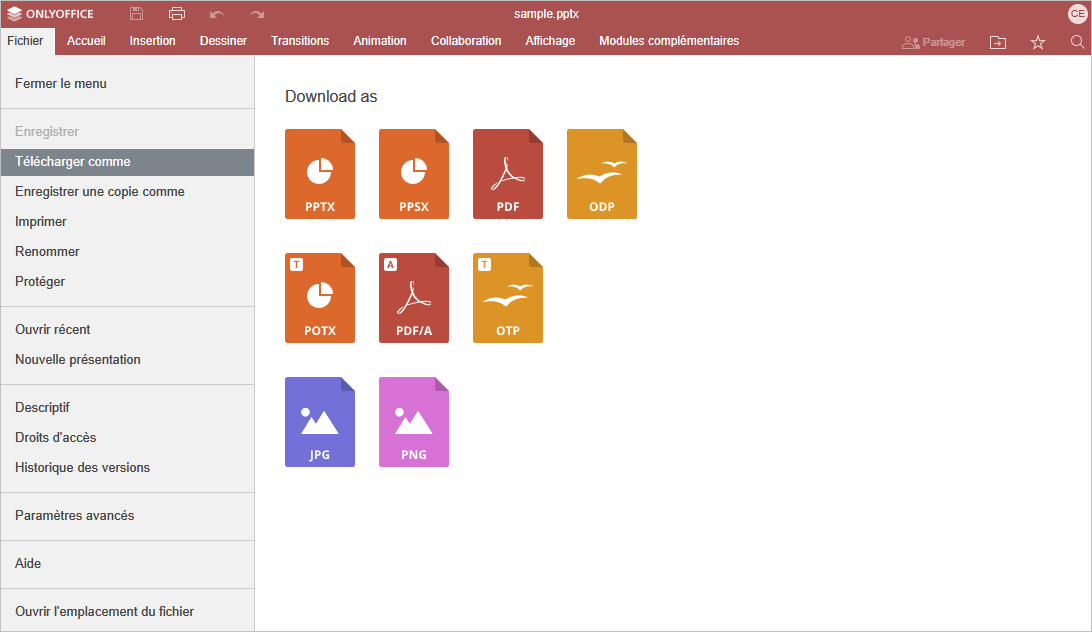 ONLYOFFICE
sample.pptx
CE
Fichier Accueil Insertion Dessiner Transitions Animation Collaboration Affichage Modules complémentaires Partager
Fermer le menu
Enregistrer
Télécharger comme
Enregistrer une copie comme
Imprimer
Renommer
Protéger
Ouvrir récent
Nouvelle présentation
Descriptif
Droits d'accès
Historique des versions
Paramètres avancés
Aide
Ouvrir l'emplacement du fichier
Download as
PPTX PPSX PDF ODP
T A T
POTX PDF/A OTP
JPG PNG